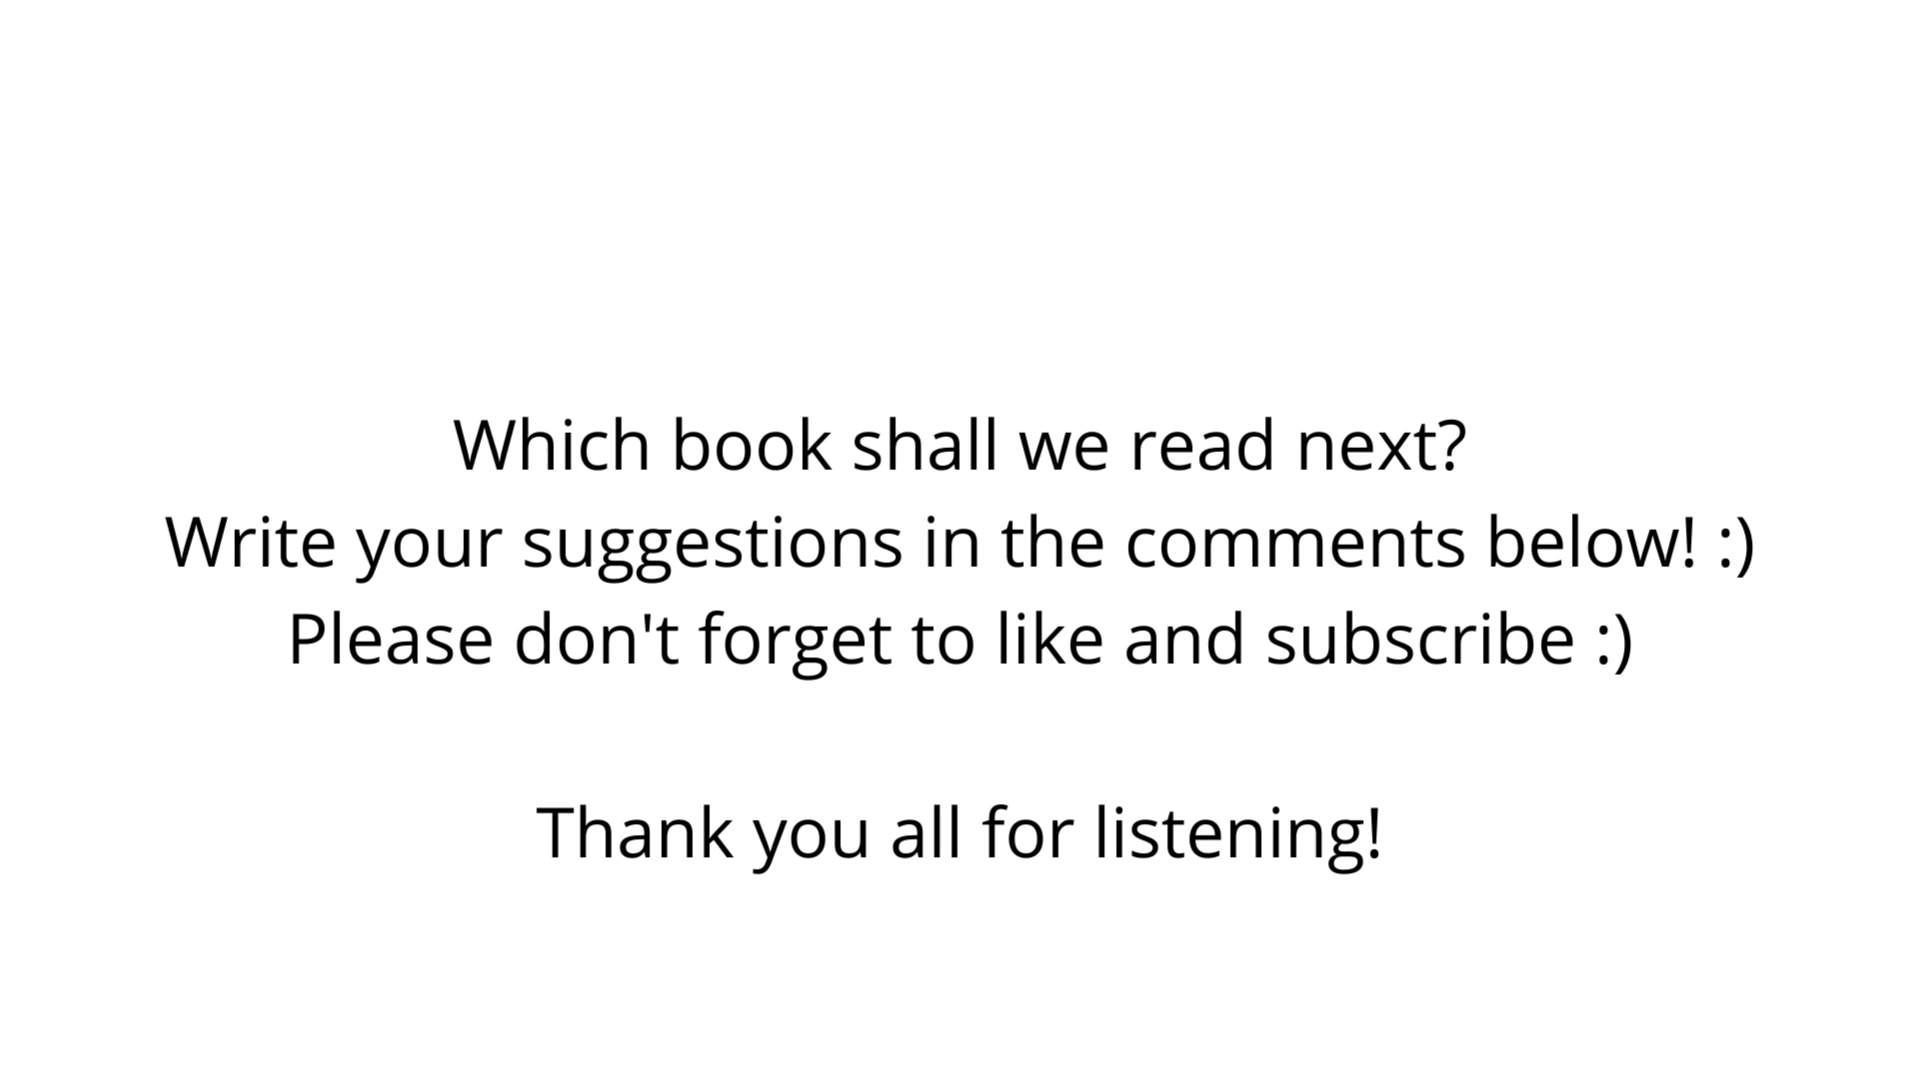 Which book shall we read next?
Write your suggestions in the comments below! :)
Please don't forget to like and subscribe :)
Thank you all for listening!